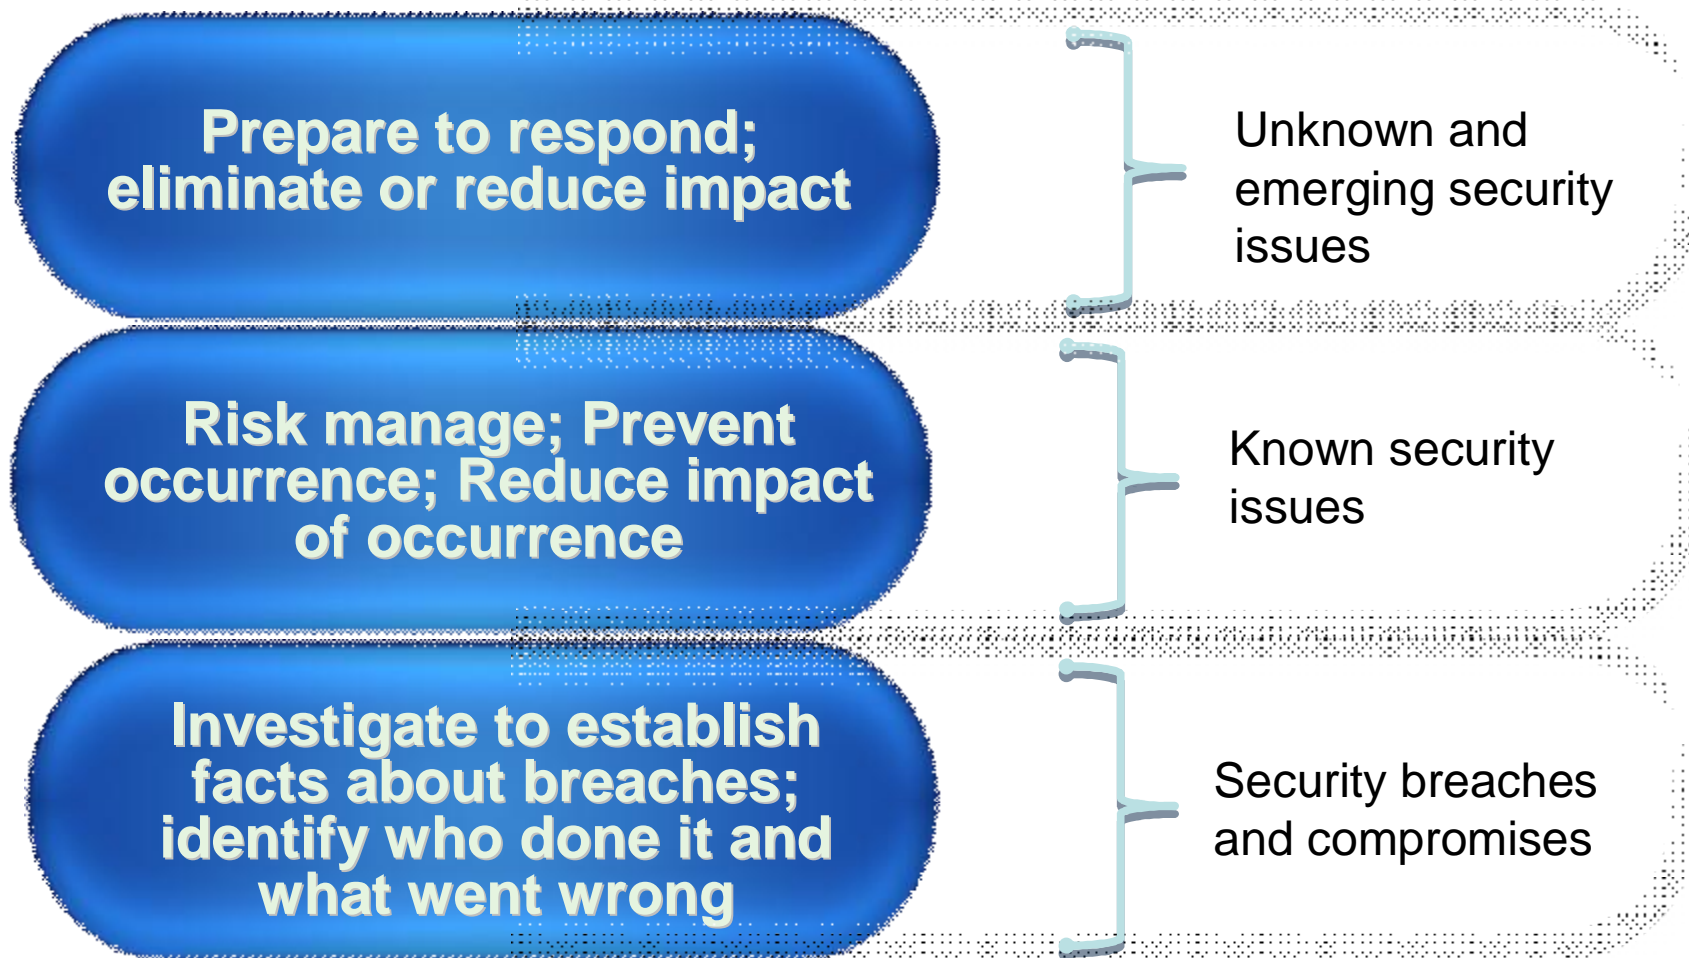 Prepare to respond;
eliminate or reduce impact
Unknown and
emerging security
issues
Risk manage; Prevent
occurrence; Reduce impact
of occurrence
Known security
issues
Investigate to establish
facts about breaches;
identify who done it and
what went wrong
Security breaches
and compromises